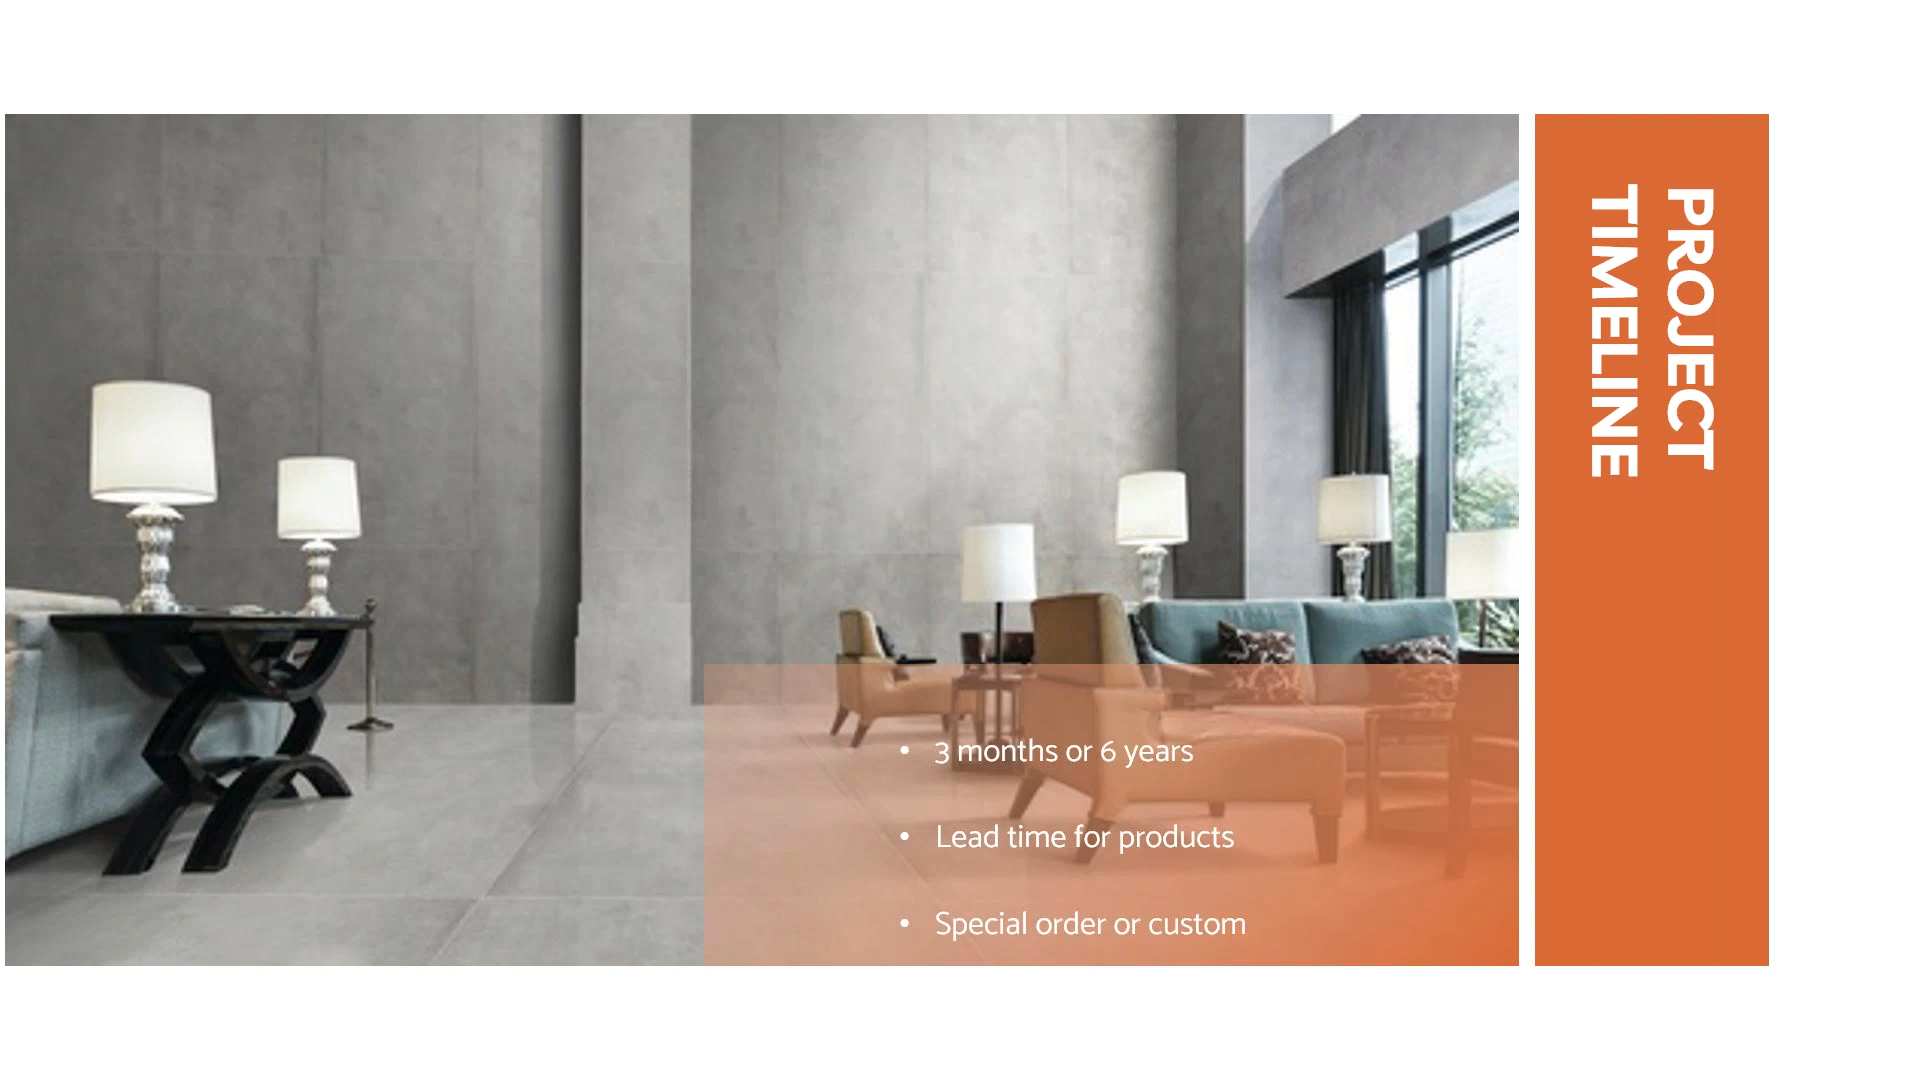 PROJECT
TIMELINE
• 3 months or 6 years
• Lead time for products
• Special order or custom